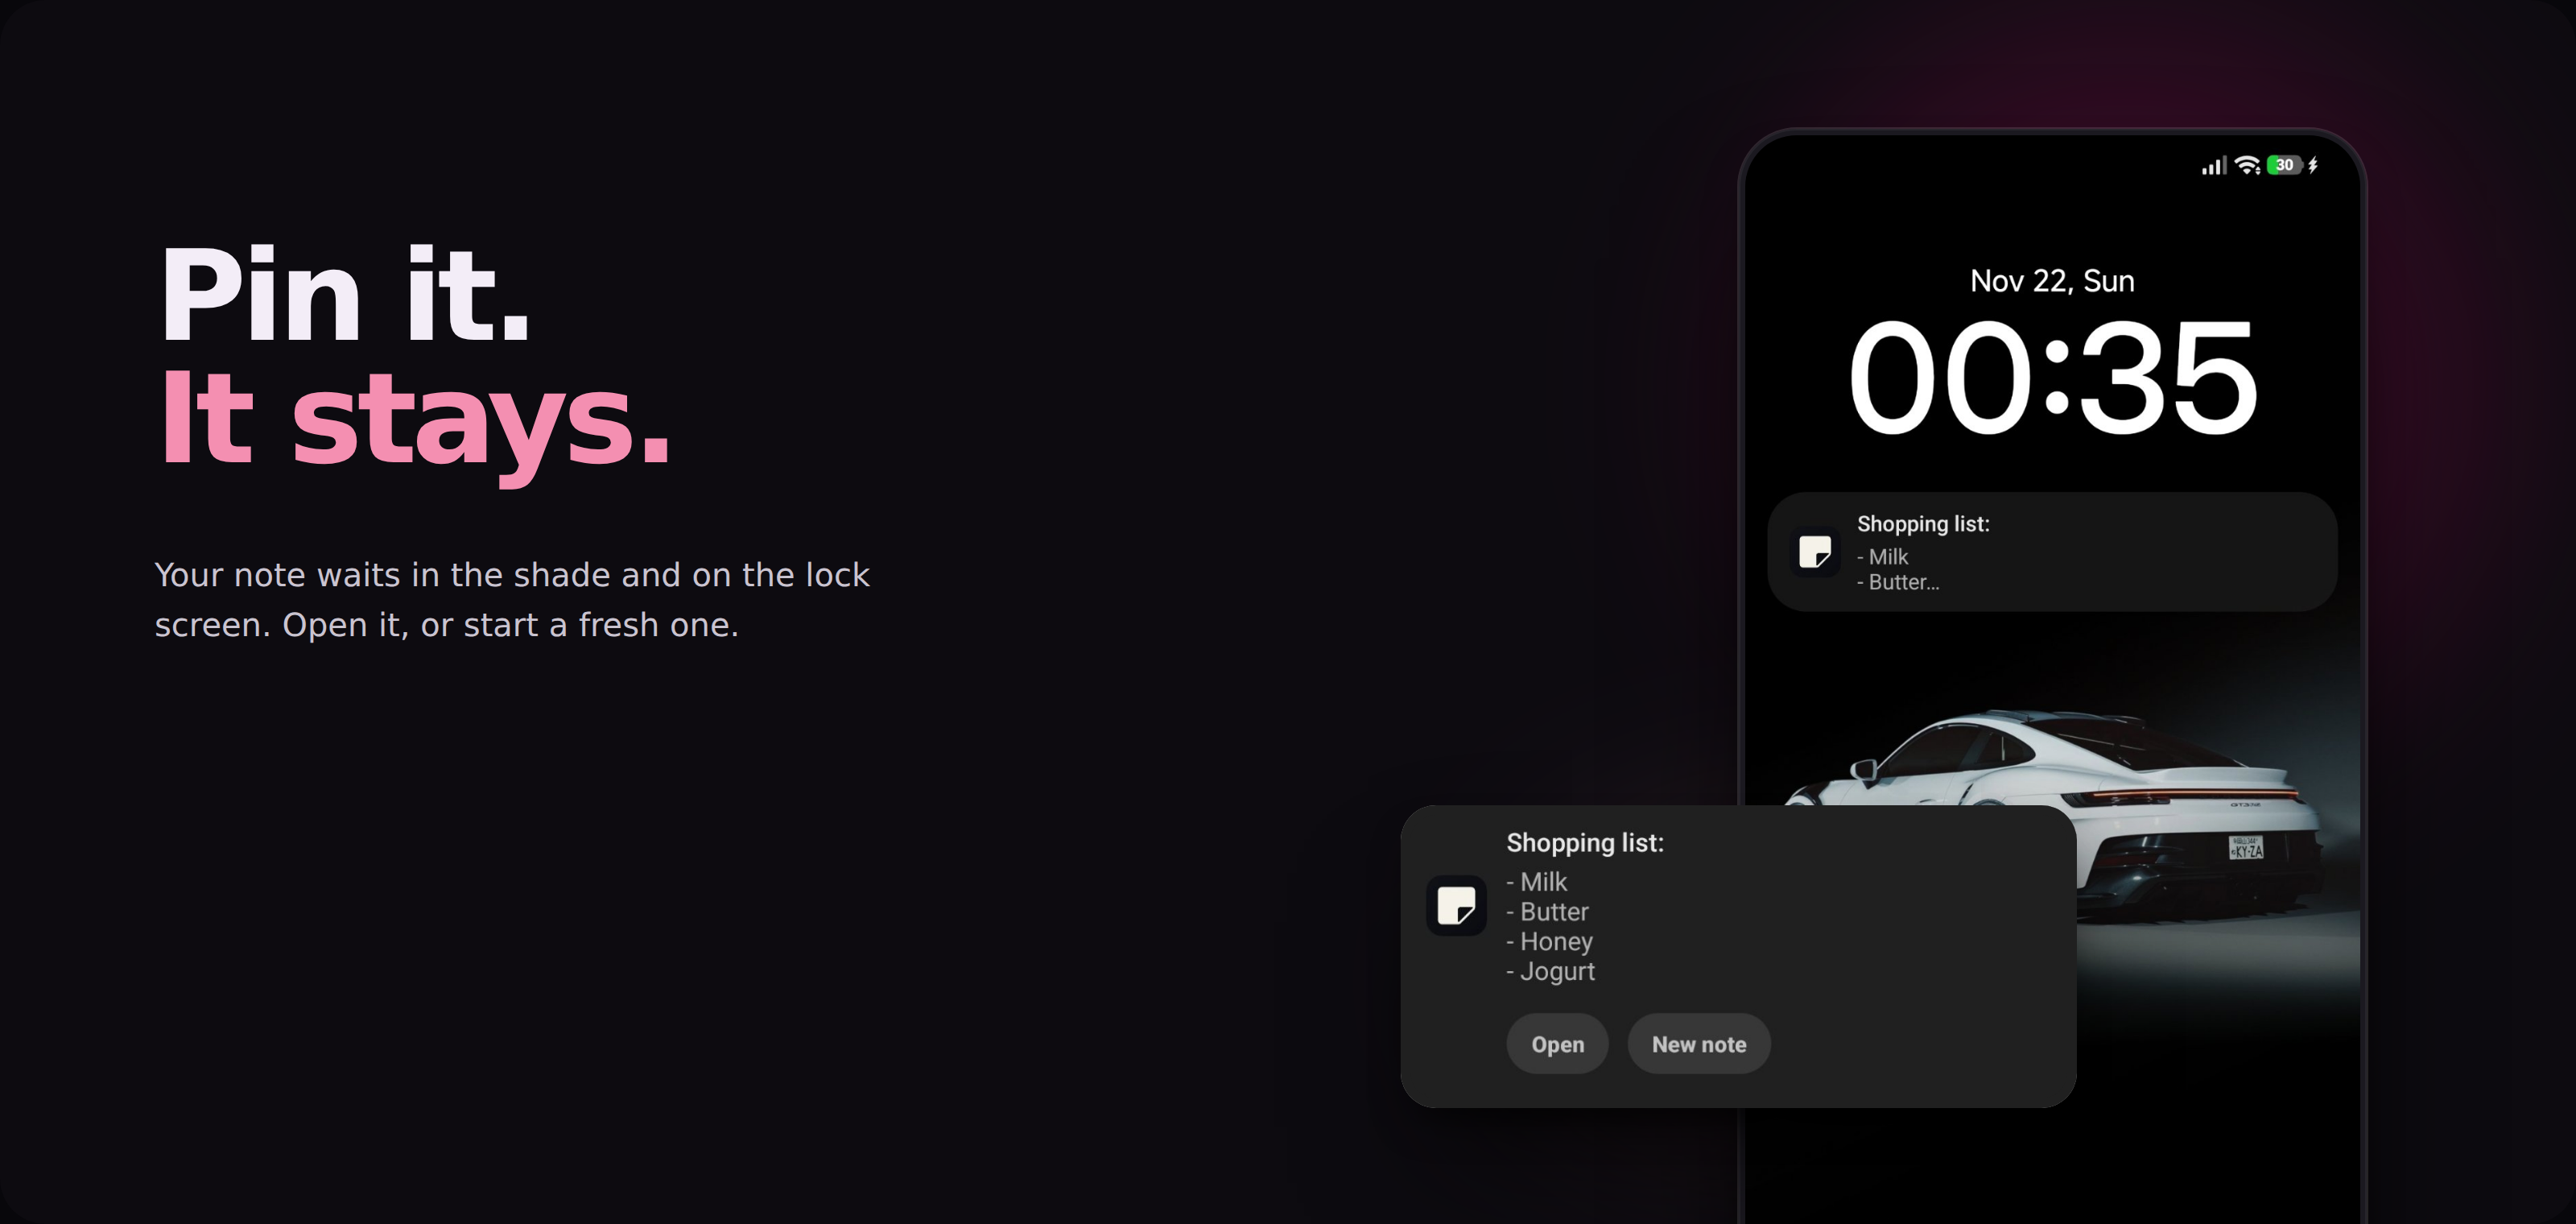 Pin it.
It stays.
Your note waits in the shade and on the lock
screen. Open it, or start a fresh one.
30
Nov 22, Sun
00:35
Shopping list:
- Milk
- Butter...
Shopping list:
- Milk
- Butter
- Honey
- Jogurt
Open
New note
KY-ZA